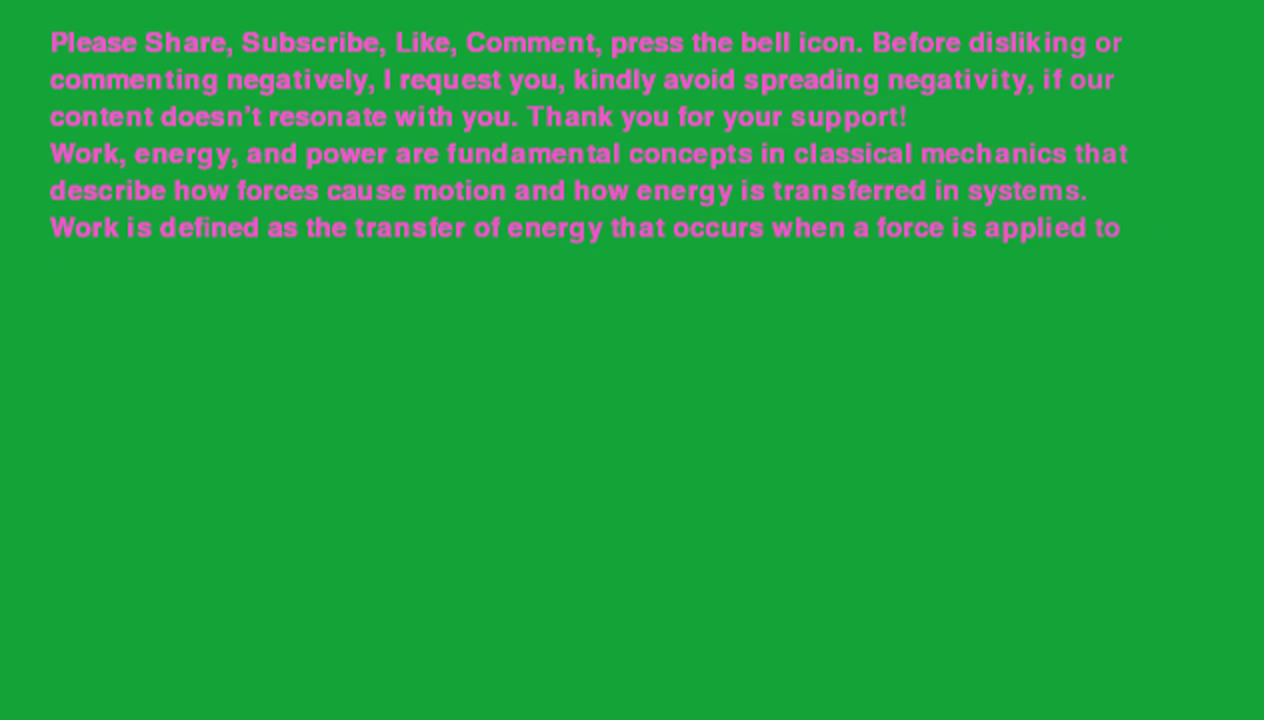 Please Share, Subscribe, Like, Comment, press the bell icon. Before disliking or
commenting negatively, I request you, kindly avoid spreading negativity, if our
content doesn’t resonate with you. Thank you for your support!
Work, energy, and power are fundamental concepts in classical mechanics that
describe how forces cause motion and how energy is transferred in systems.
Work is defined as the transfer of energy that occurs when a force is applied to